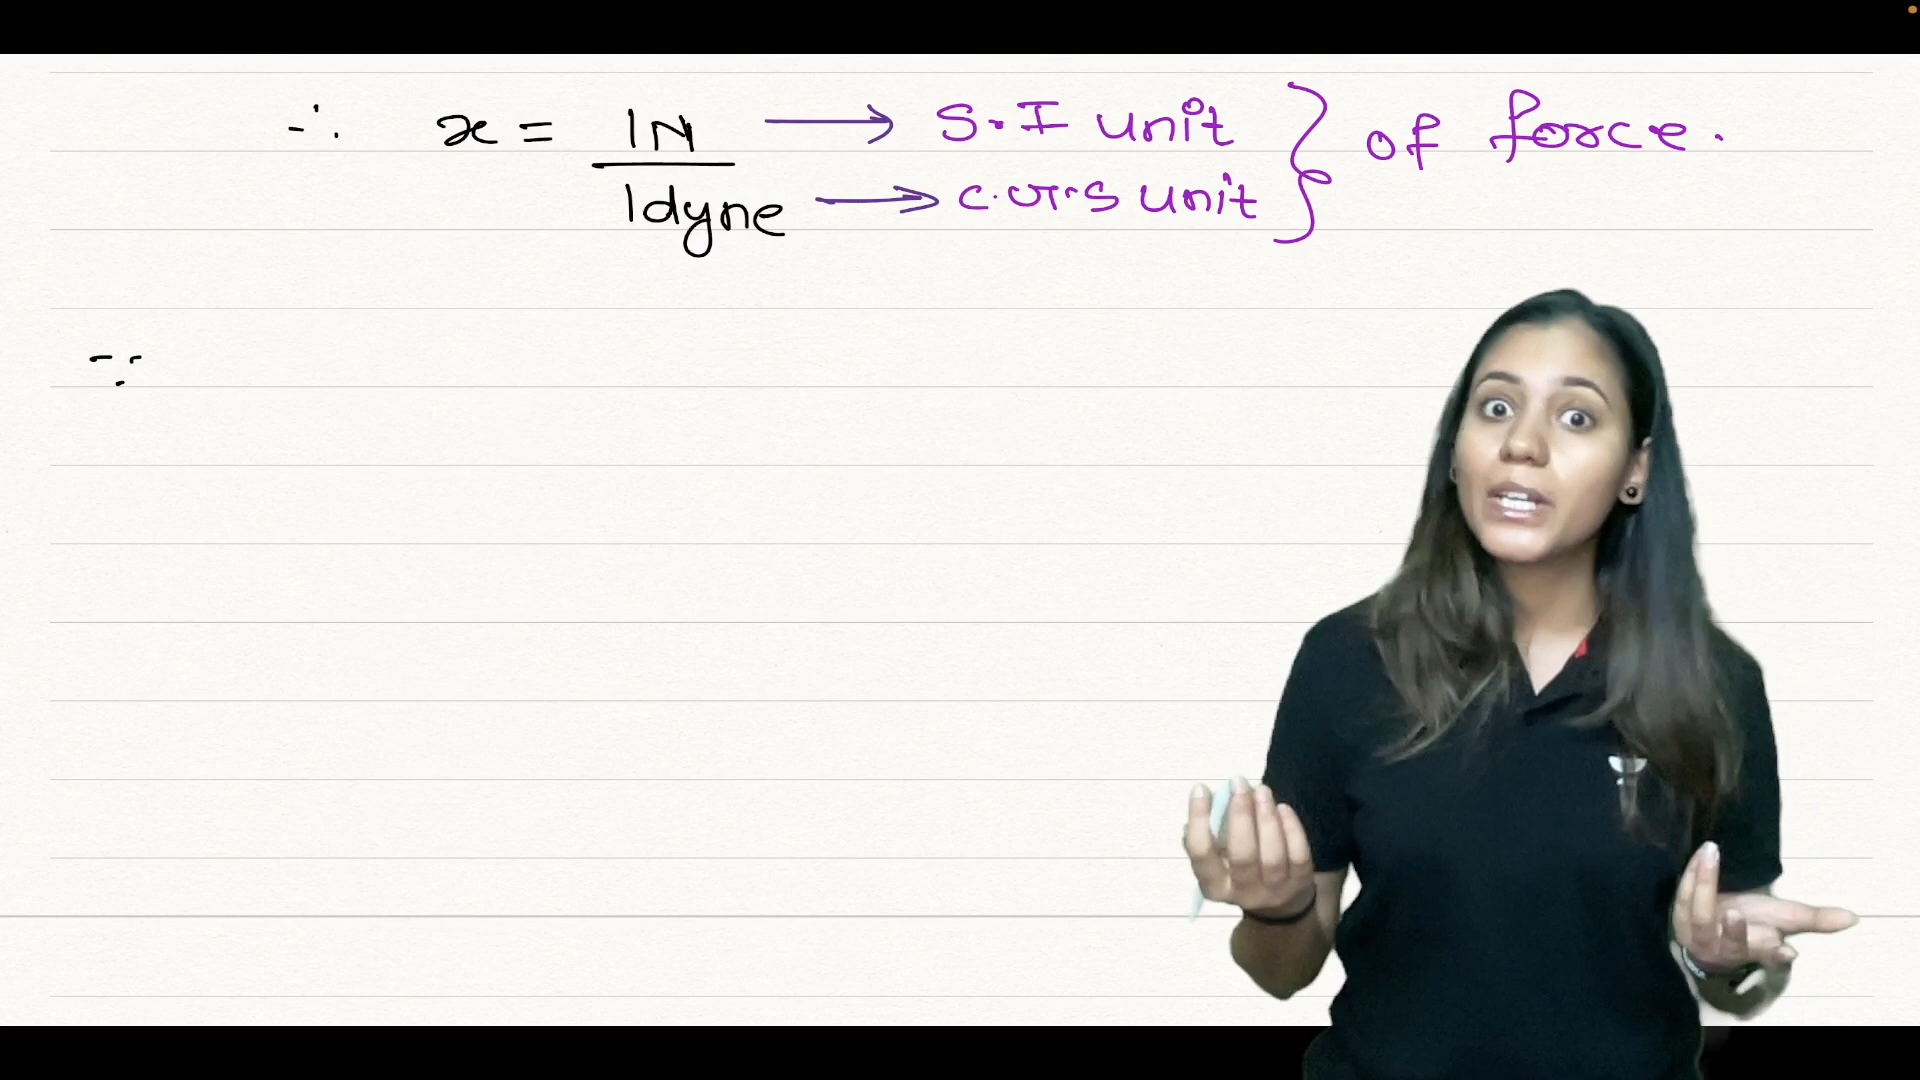 ∴ x = 1N → S.I unit } of force.
1dyne → C.G.S unit
∵